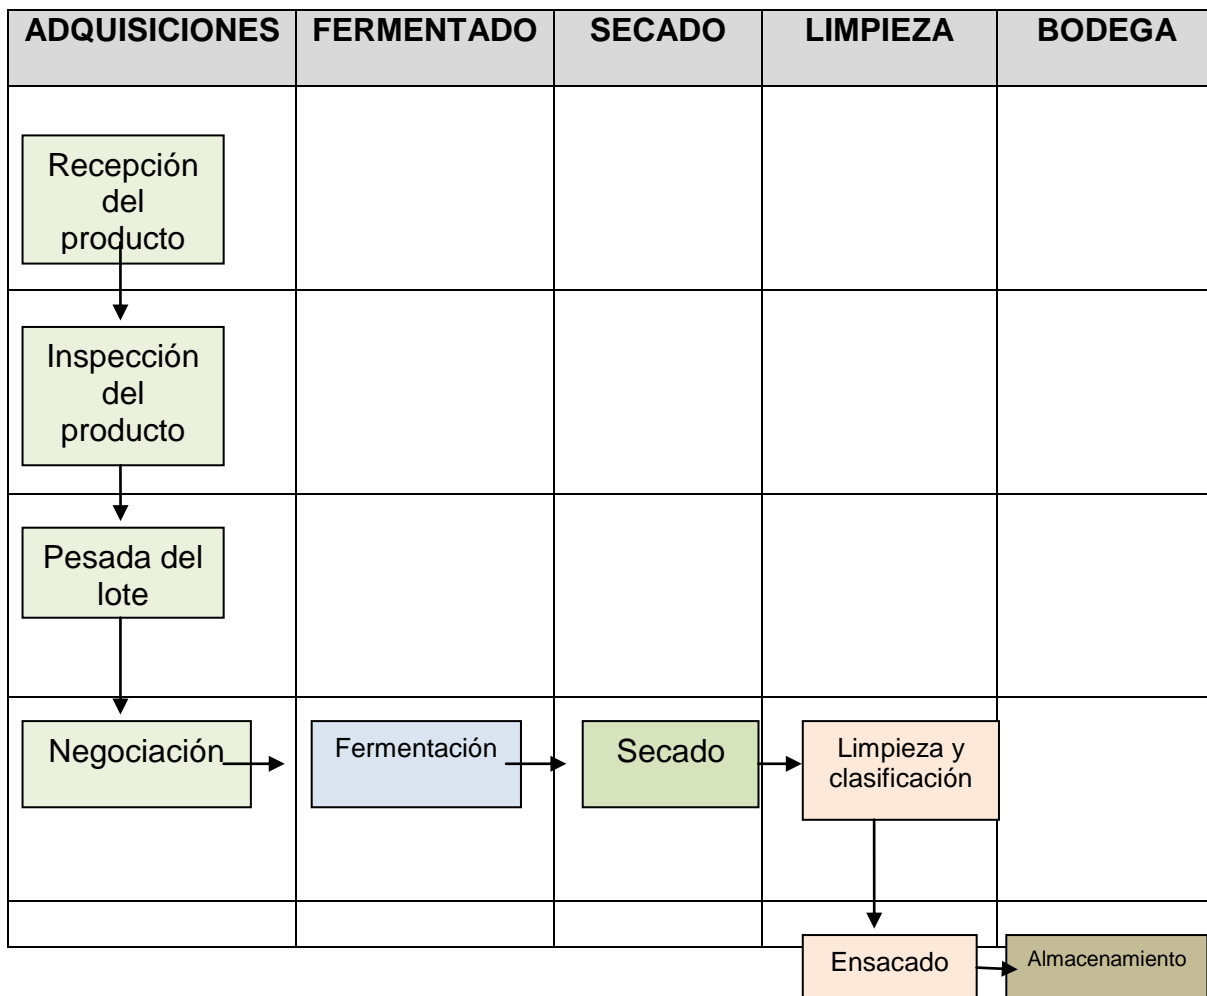 ADQUISICIONES FERMENTADO SECADO LIMPIEZA BODEGA
Recepción
del
producto
Inspección
del
producto
Pesada del
lote
Negociación
Fermentación
Secado
Limpieza y
clasificación
Ensacado
Almacenamiento